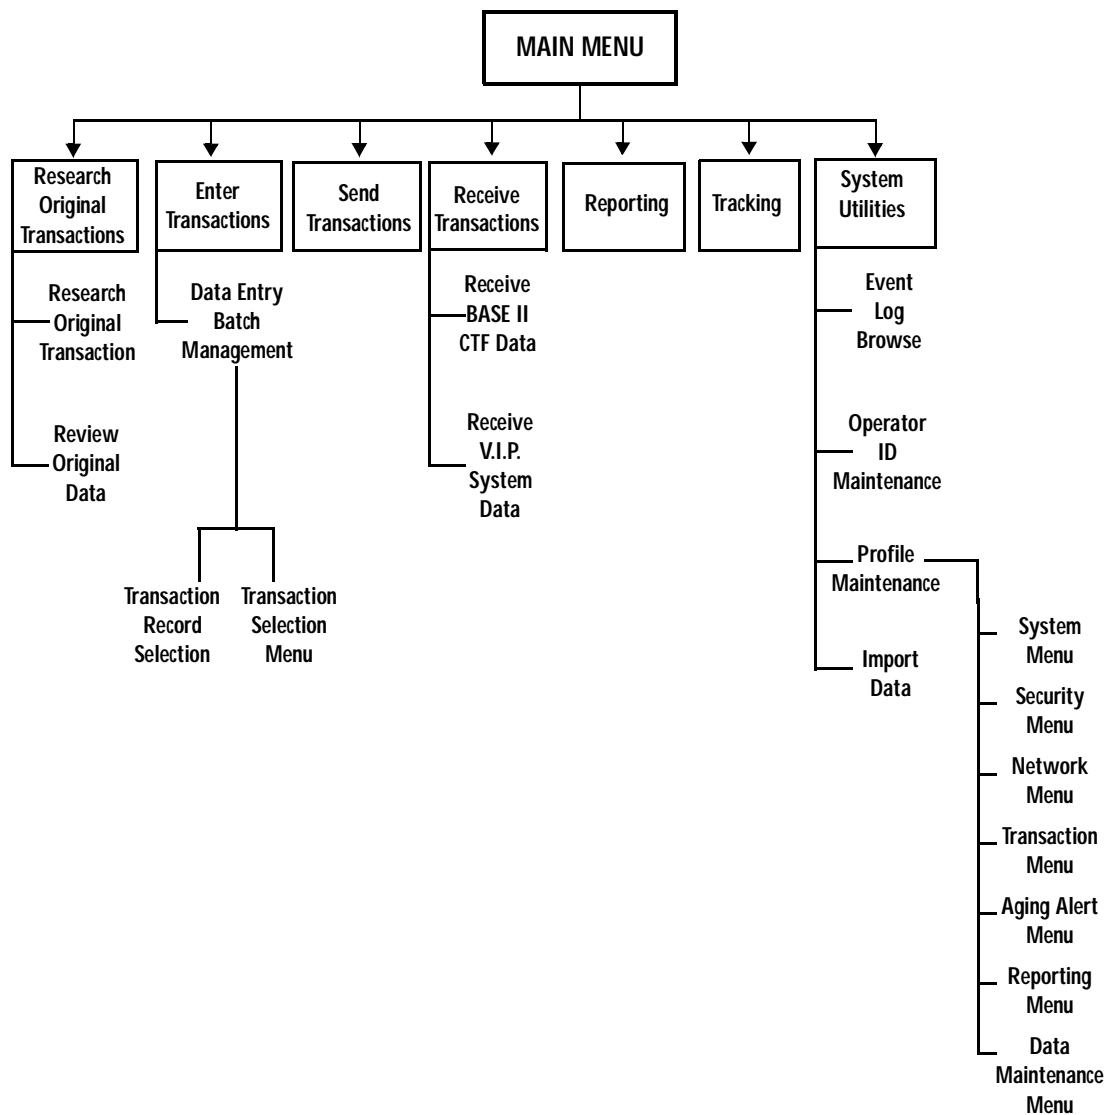 MAIN MENU
Research
Original
Transactions
Enter
Transactions
Send
Transactions
Receive
Transactions
Reporting
Tracking
System
Utilities
Research
Original
Transaction
Review
Original
Data
Data Entry
Batch
Management
Transaction
Record
Selection
Transaction
Selection
Menu
Receive
BASE II
CTF Data
Receive
V.I.P.
System
Data
Event
Log
Browse
Operator
ID
Maintenance
Profile
Maintenance
Import
Data
System
Menu
Security
Menu
Network
Menu
Transaction
Menu
Aging Alert
Menu
Reporting
Menu
Data
Maintenance
Menu